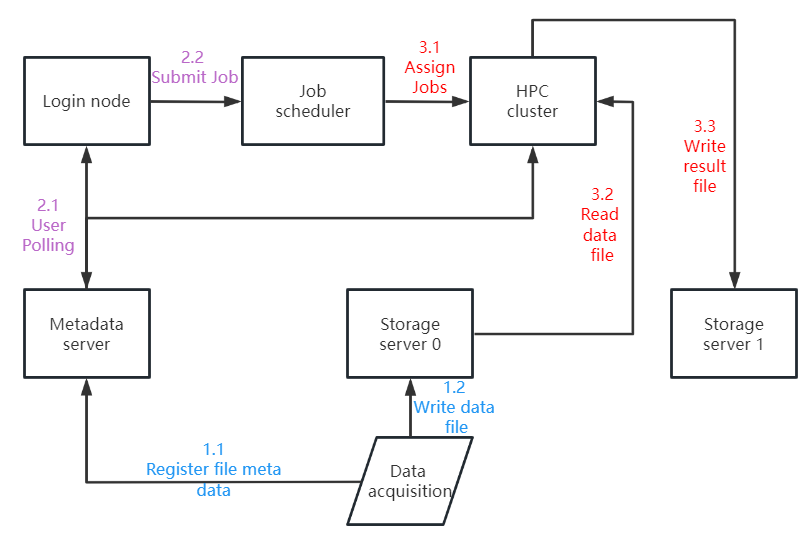 2.2
Submit Job
3.1
Assign
Jobs
Login node
Job
scheduler
HPC
cluster
3.3
Write
result
file
2.1
User
Polling
3.2
Read
data
file
Metadata
server
Storage
server 0
Storage
server 1
1.2
Write data
file
1.1
Register file meta
data
Data
acquisition